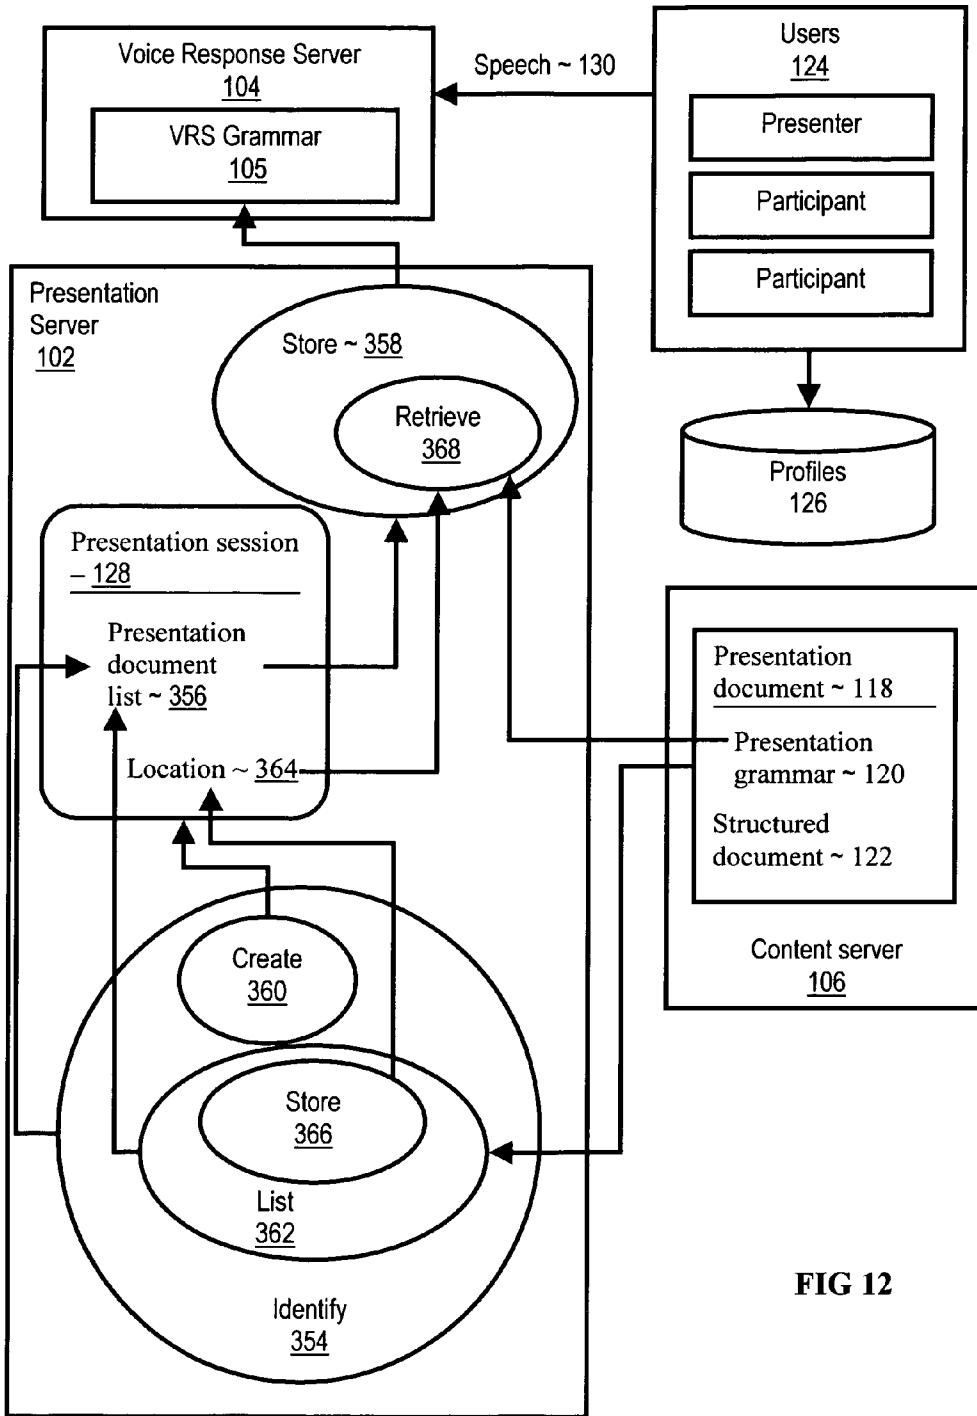 Voice Response Server
104
VRS Grammar
105
Speech ~ 130
Users
124
Presenter
Participant
Participant
Profiles
126
Presentation
Server
102
Store ~ 358
Retrieve
368
Presentation session
– 128
Presentation
document
list ~ 356
Location ~ 364
Presentation
document ~ 118
Presentation
grammar ~ 120
Structured
document ~ 122
Content server
106
Create
360
Store
366
List
362
Identify
354
FIG 12